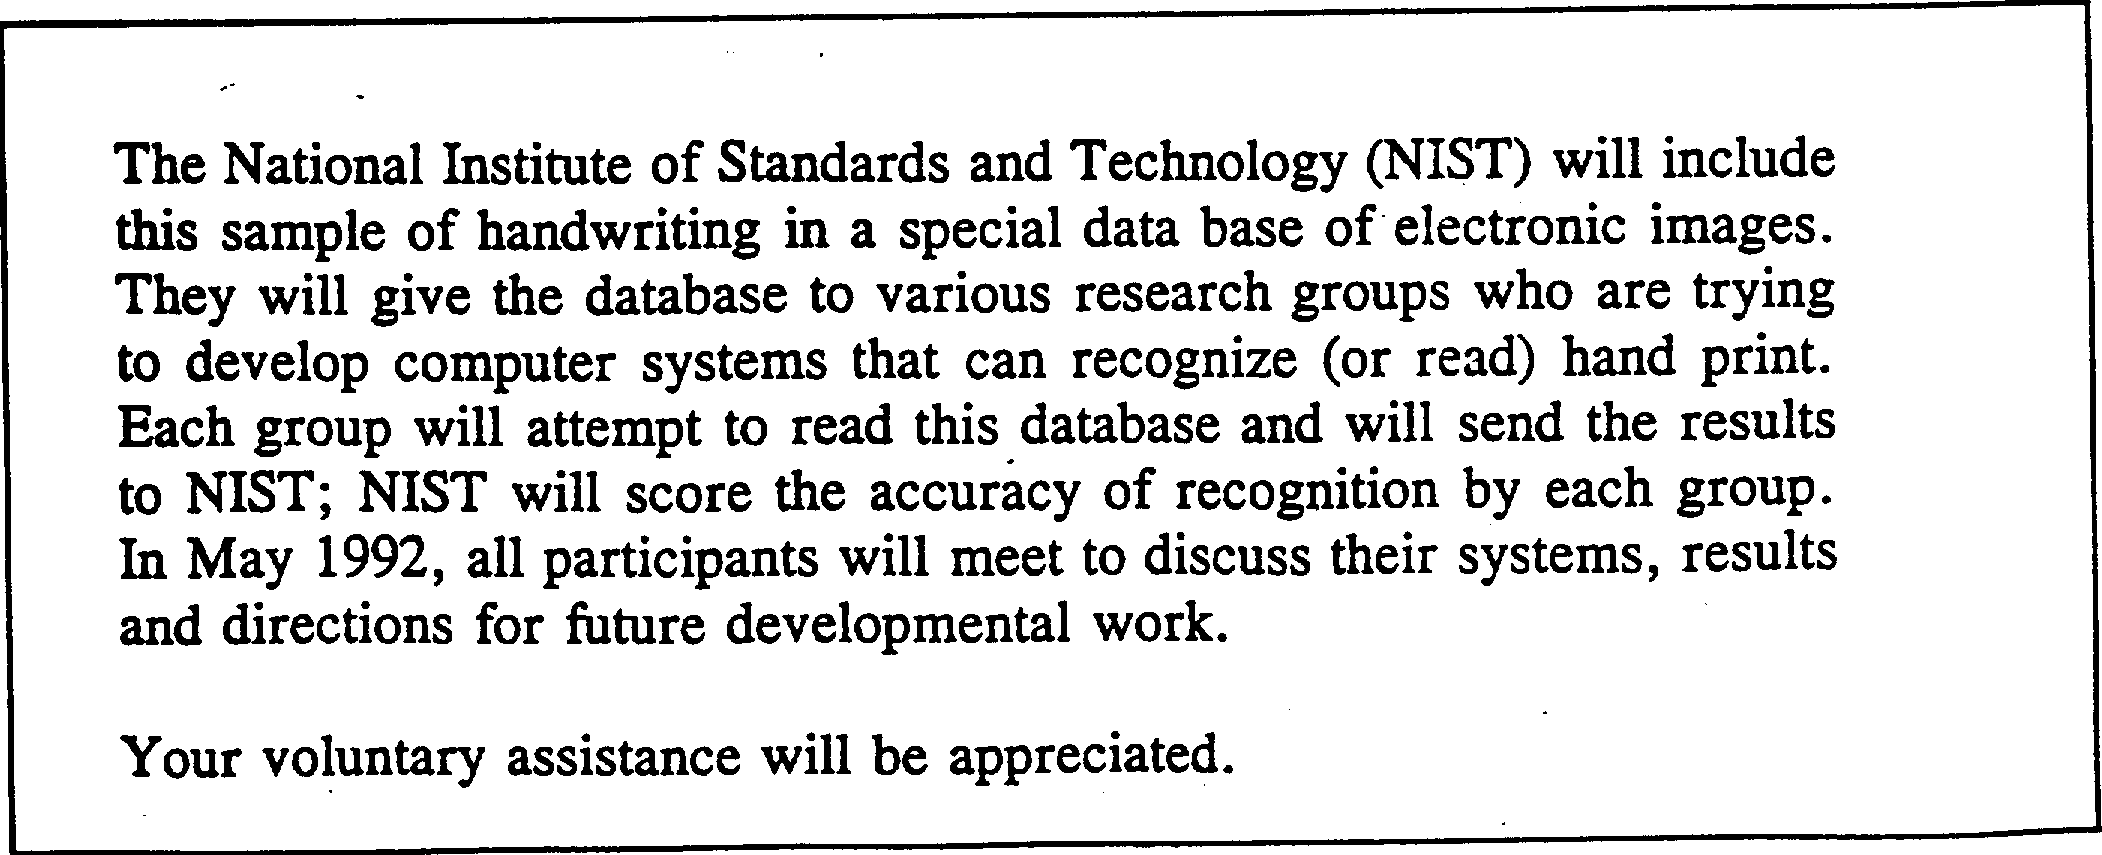 The National Institute of Standards and Technology (NIST) will include
this sample of handwriting in a special data base of electronic images.
They will give the database to various research groups who are trying
to develop computer systems that can recognize (or read) hand print.
Each group will attempt to read this database and will send the results
to NIST; NIST will score the accuracy of recognition by each group.
In May 1992, all participants will meet to discuss their systems, results
and directions for future developmental work.
Your voluntary assistance will be appreciated.